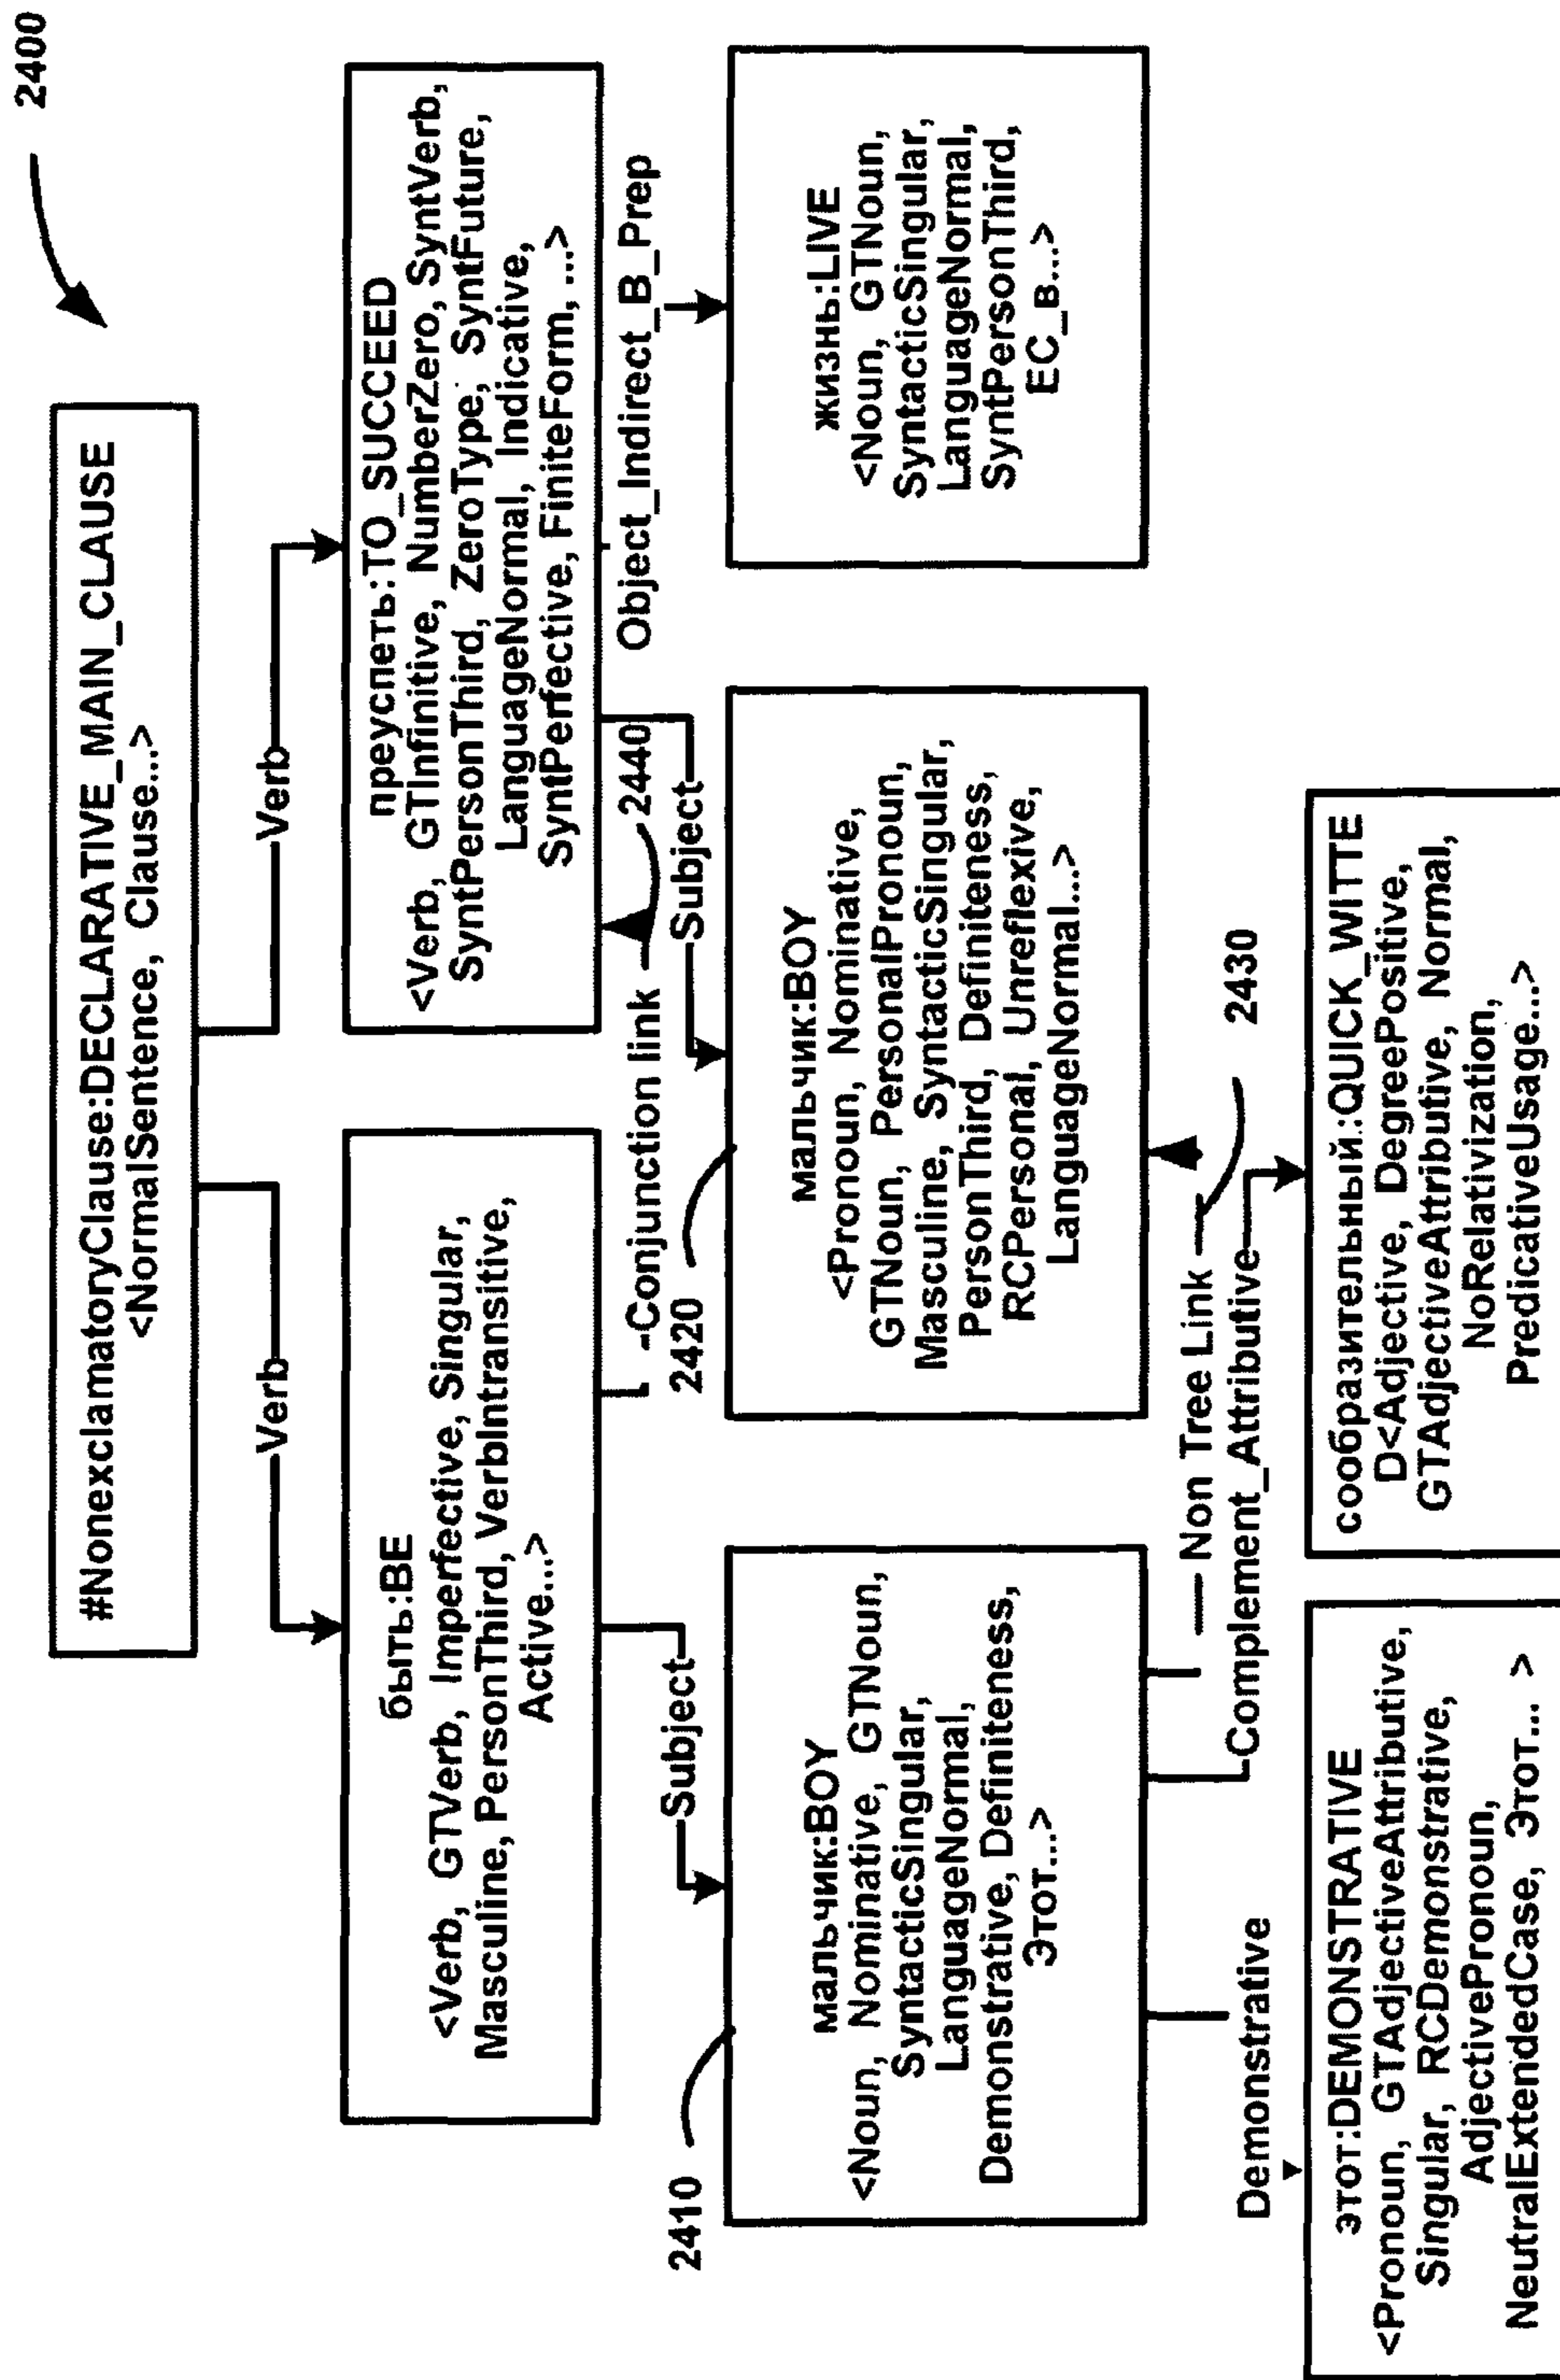 2400
#NonexclamatoryClause:DECLARATIVE_MAIN_CLAUSE
<NormalSentence, Clause...>
Verb
Verb
быть:BE
<Verb, GTVerb, Imperfective, Singular,
Masculine, PersonThird, VerbIntransitive,
Active...>
преуспеть:TO_SUCCEED
<Verb, GTInfinitive, NumberZero, SyntVerb,
SyntPersonThird, ZeroType, SyntFuture,
LanguageNormal, Indicative,
SyntPerfective, FiniteForm, ...>
Subject
Conjunction link
2440
Subject
Object_Indirect_B_Prep
2410
мальчик:BOY
<Noun, Nominative, GTNoun,
SyntacticSingular,
LanguageNormal,
Demonstrative, Definiteness,
Этот...>
2420
мальчик:BOY
<Pronoun, Nominative,
GTNoun, PersonalPronoun,
Masculine, SyntacticSingular,
PersonThird, Definiteness,
RCPersonal, Unreflexive,
LanguageNormal...>
жизнь:LIVE
<Noun, GTNoun,
SyntacticSingular,
LanguageNormal,
SyntPersonThird,
EC_в...>
Demonstrative
Non Tree Link
2430
Complement_Attributive
этот:DEMONSTRATIVE
<Pronoun, GTAdjectiveAttributive,
Singular, RCDemonstrative,
AdjectivePronoun,
NeutralExtendedCase, Этот... >
сообразительный:QUICK_WITTE
D<Adjective, DegreePositive,
GTAdjectiveAttributive, Normal,
NoRelativization,
PredicativeUsage...>